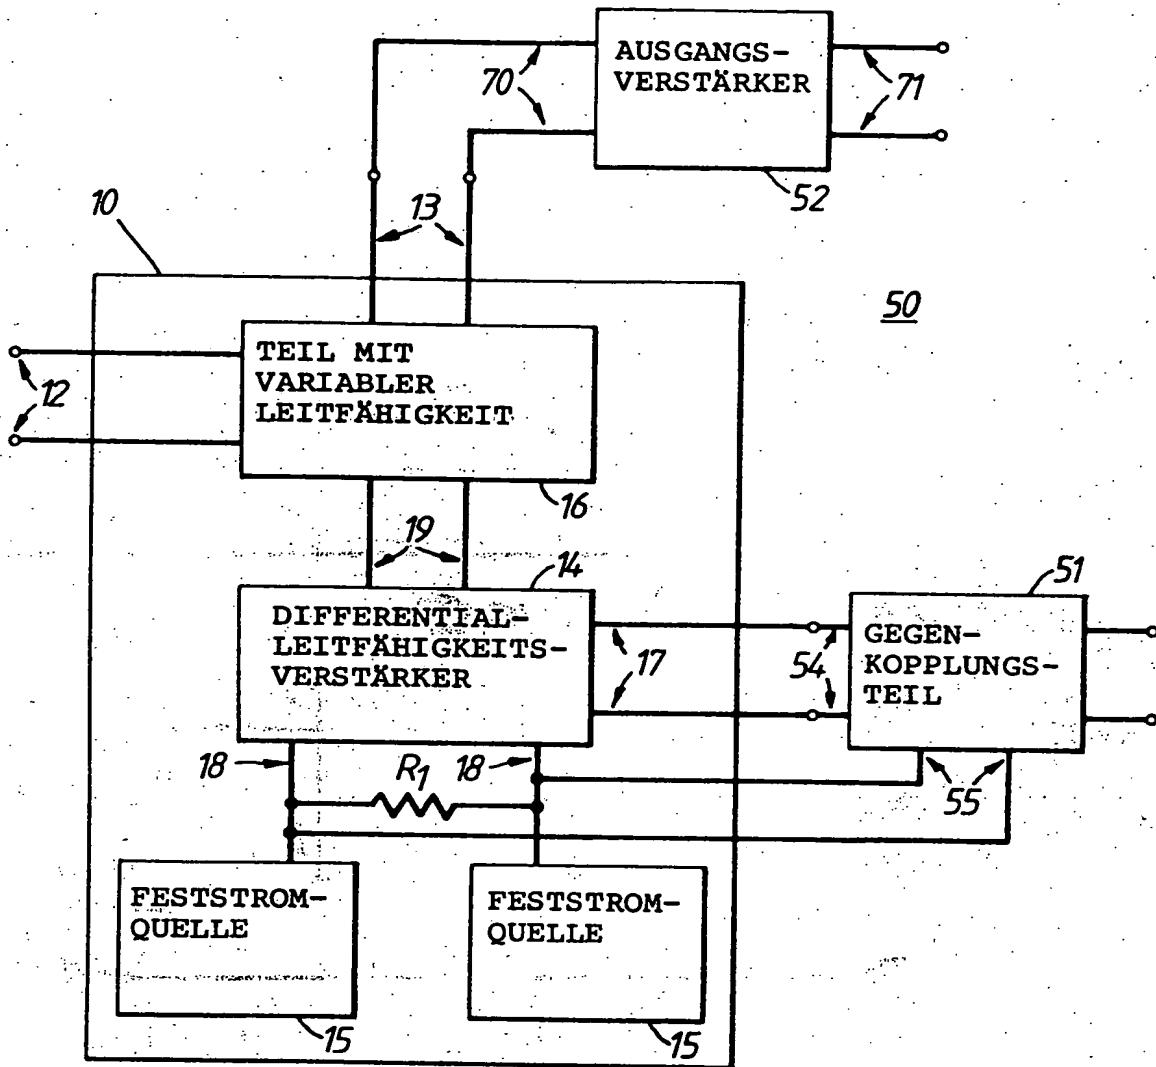 AUSGANGS-
VERSTÄRKER
70
71
52
10
13
50
TEIL MIT
VARIABLER
LEITFÄHIGKEIT
12
16
19
14
51
DIFFERENTIAL-
LEITFÄHIGKEITS-
VERSTÄRKER
17
54
GEGEN-
KOPPLUNGS-
TEIL
18
R1
18
55
FESTSTROM-
QUELLE
FESTSTROM-
QUELLE
15
15